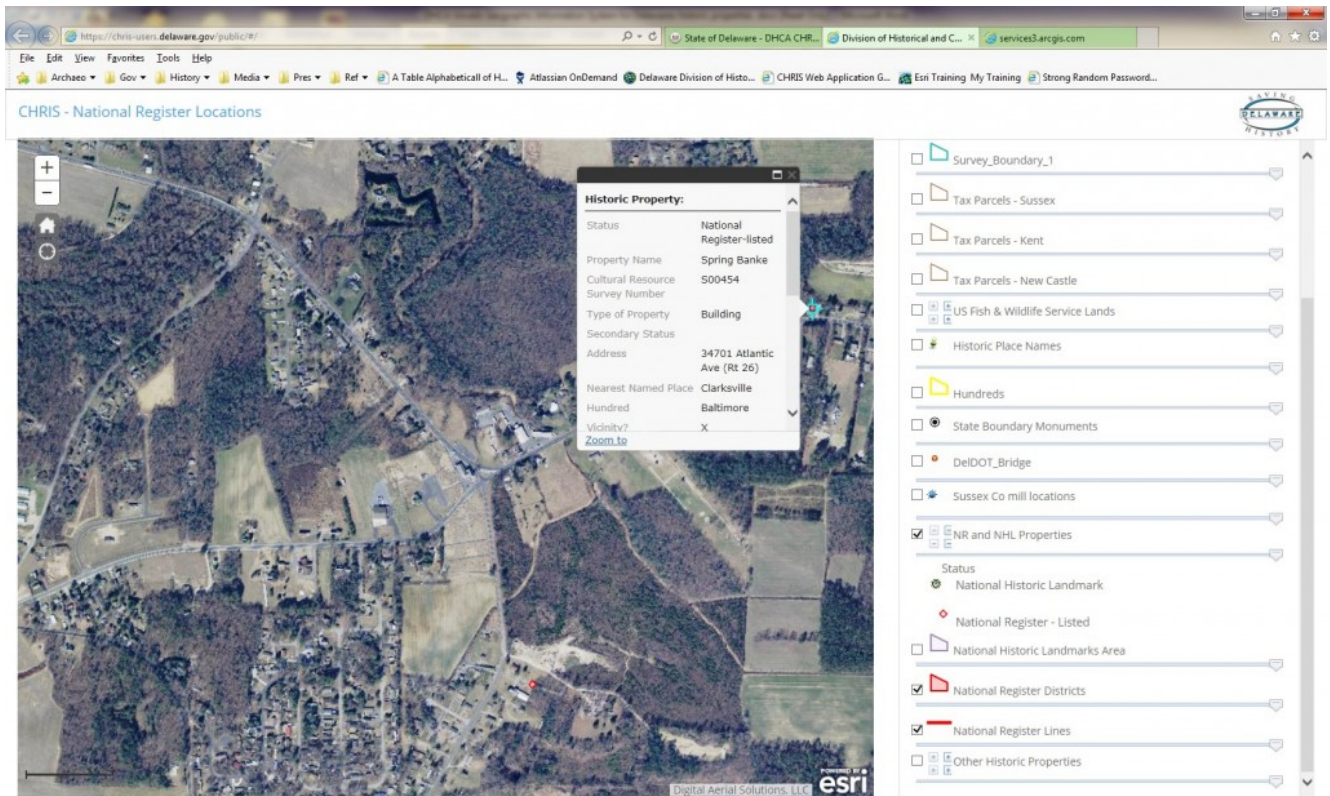 https://chris-users.delaware.gov/public/#/
State of Delaware - DHCA CHR...
Division of Historical and C...
services3.arcgis.com
File Edit View Favorites Tools Help
Archaeo Gov History Media Pres Ref A Table Alphabeticall of H... Atlassian OnDemand Delaware Division of Histo... CHRIS Web Application G... Esri Training My Training Strong Random Password...
CHRIS - National Register Locations
SAVING
DELAWARE
HISTORY
+
−
Historic Property:
Status National
Register-listed
Property Name Spring Banke
Cultural Resource S00454
Survey Number
Type of Property Building
Secondary Status
Address 34701 Atlantic
Ave (Rt 26)
Nearest Named Place Clarksville
Hundred Baltimore
Vicinity? X
Zoom to
Digital Aerial Solutions, LLC
POWERED BY
esri
Survey_Boundary_1
Tax Parcels - Sussex
Tax Parcels - Kent
Tax Parcels - New Castle
US Fish & Wildlife Service Lands
Historic Place Names
Hundreds
State Boundary Monuments
DelDOT_Bridge
Sussex Co mill locations
NR and NHL Properties
Status
National Historic Landmark
National Register - Listed
National Historic Landmarks Area
National Register Districts
National Register Lines
Other Historic Properties